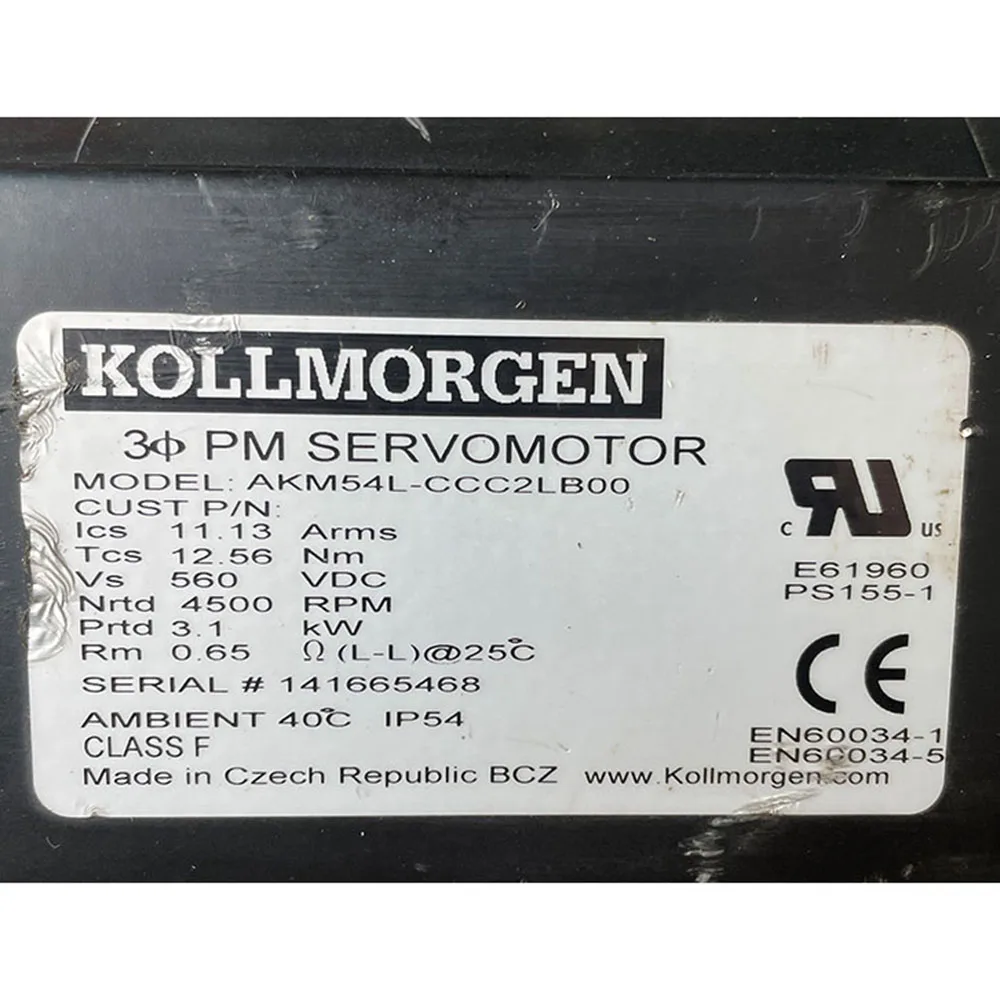 KOLLMORGEN
3ϕ PM SERVOMOTOR
MODEL: AKM54L-CCC2LB00
CUST P/N:
Ics 11.13 Arms
Tcs 12.56 Nm
Vs 560 VDC
Nrtd 4500 RPM
Prtd 3.1 kW
Rm 0.65 Ω (L-L)@25°C
SERIAL # 141665468
AMBIENT 40°C IP54
CLASS F
Made in Czech Republic BCZ www.Kollmorgen.com
c RU US
E61960
PS155-1
CE
EN60034-1
EN60034-5